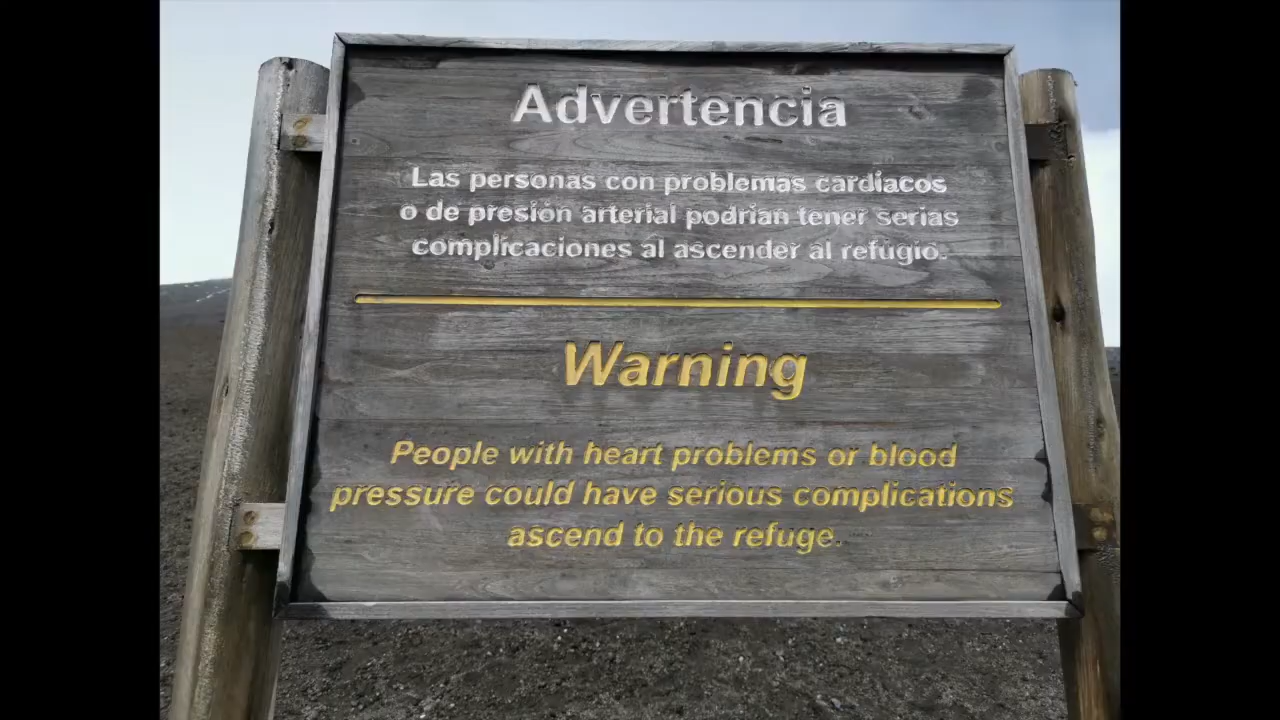 Advertencia
Las personas con problemas cardiacos
o de presión arterial podrian tener serias
complicaciones al ascender al refugio.
Warning
People with heart problems or blood
pressure could have serious complications
ascend to the refuge.